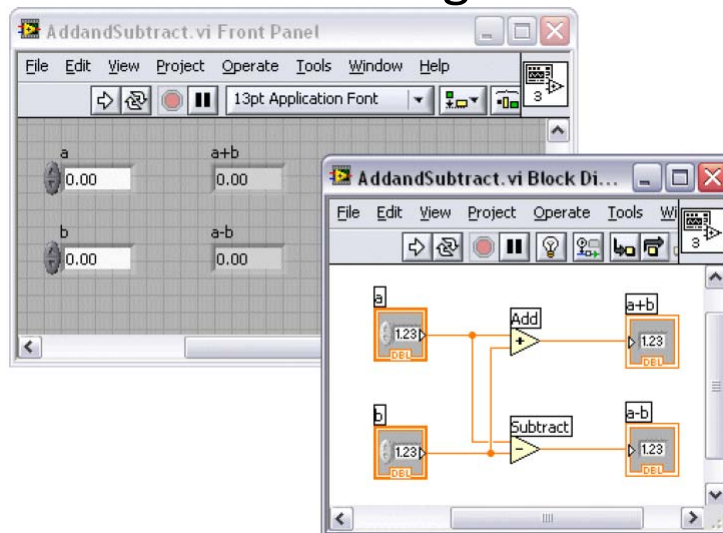 AddandSubtract.vi Front Panel
File Edit View Project Operate Tools Window Help
13pt Application Font
3
a a+b
0.00 0.00
b a-b
0.00 0.00
AddandSubtract.vi Block Di...
File Edit View Project Operate Tools
3
a
1.23
DBL
b
1.23
DBL
Add
+
Subtract
-
a+b
1.23
DBL
a-b
1.23
DBL